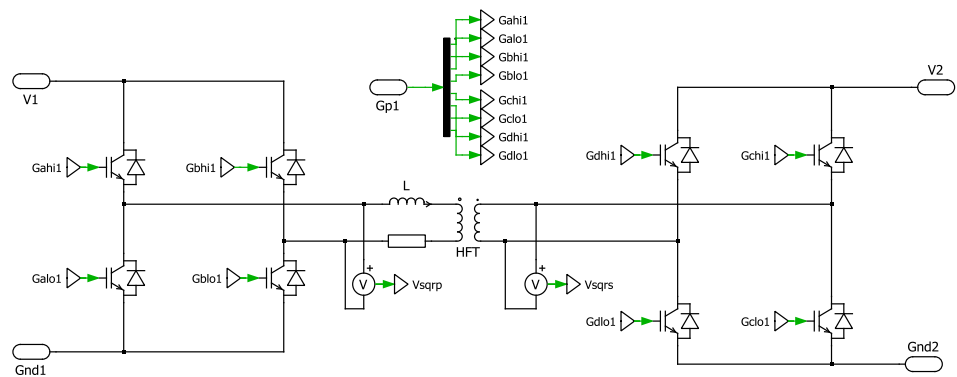 Gahi1
Galo1
Gbhi1
Gblo1
Gchi1
Gclo1
Gdhi1
Gdlo1
Gp1
V1
V2
Gahi1
Gbhi1
Gdhi1
Gchi1
L
HFT
Galo1
Gblo1
+
V
Vsqrp
+
V
Vsqrs
Gdlo1
Gclo1
Gnd1
Gnd2